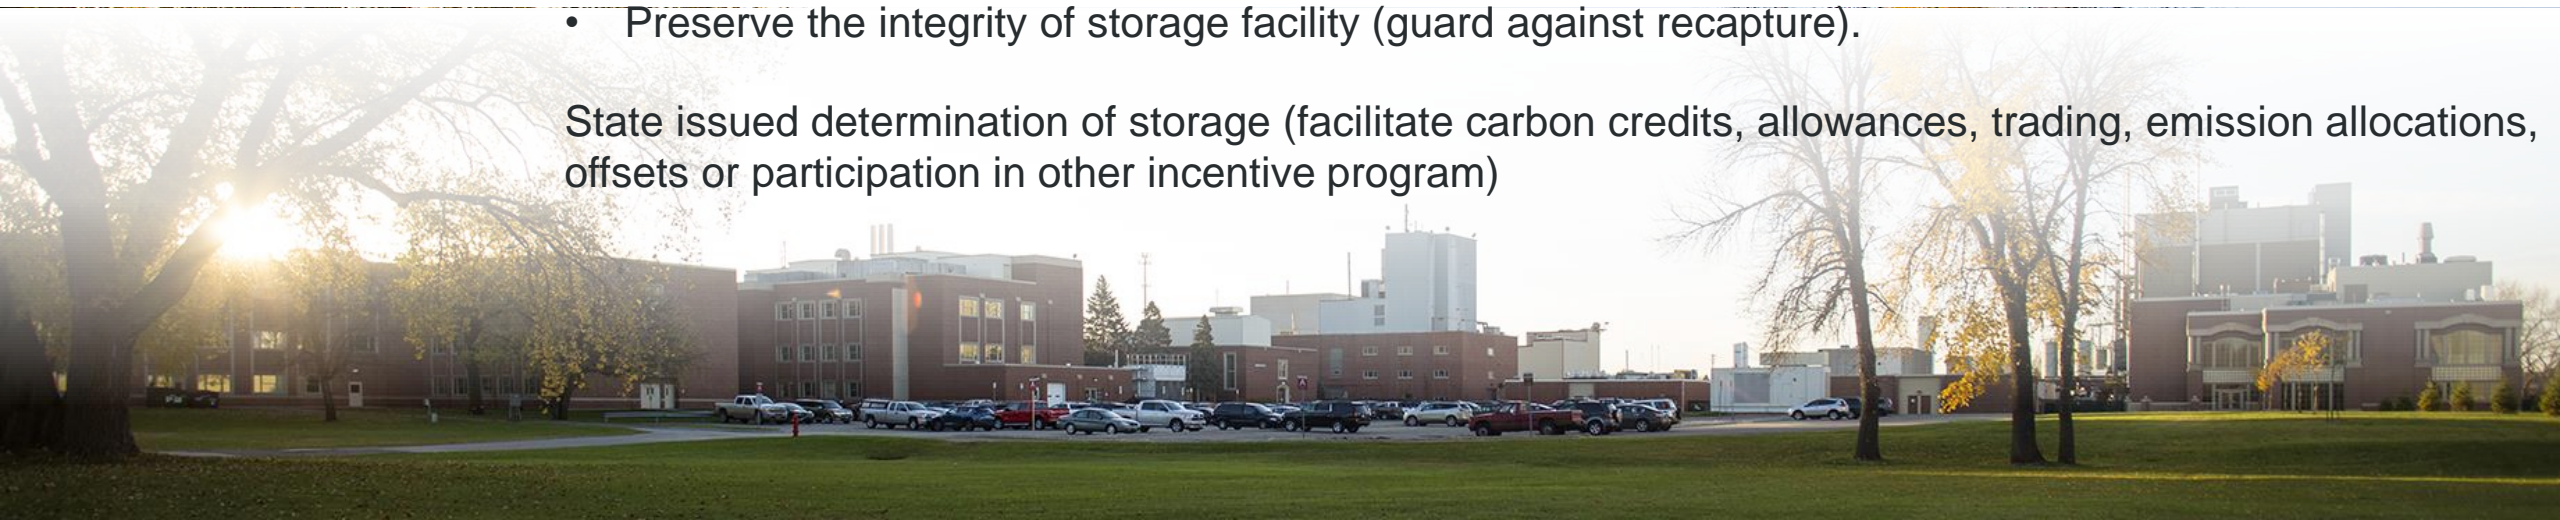 • Preserve the integrity of storage facility (guard against recapture).
State issued determination of storage (facilitate carbon credits, allowances, trading, emission allocations,
offsets or participation in other incentive program)